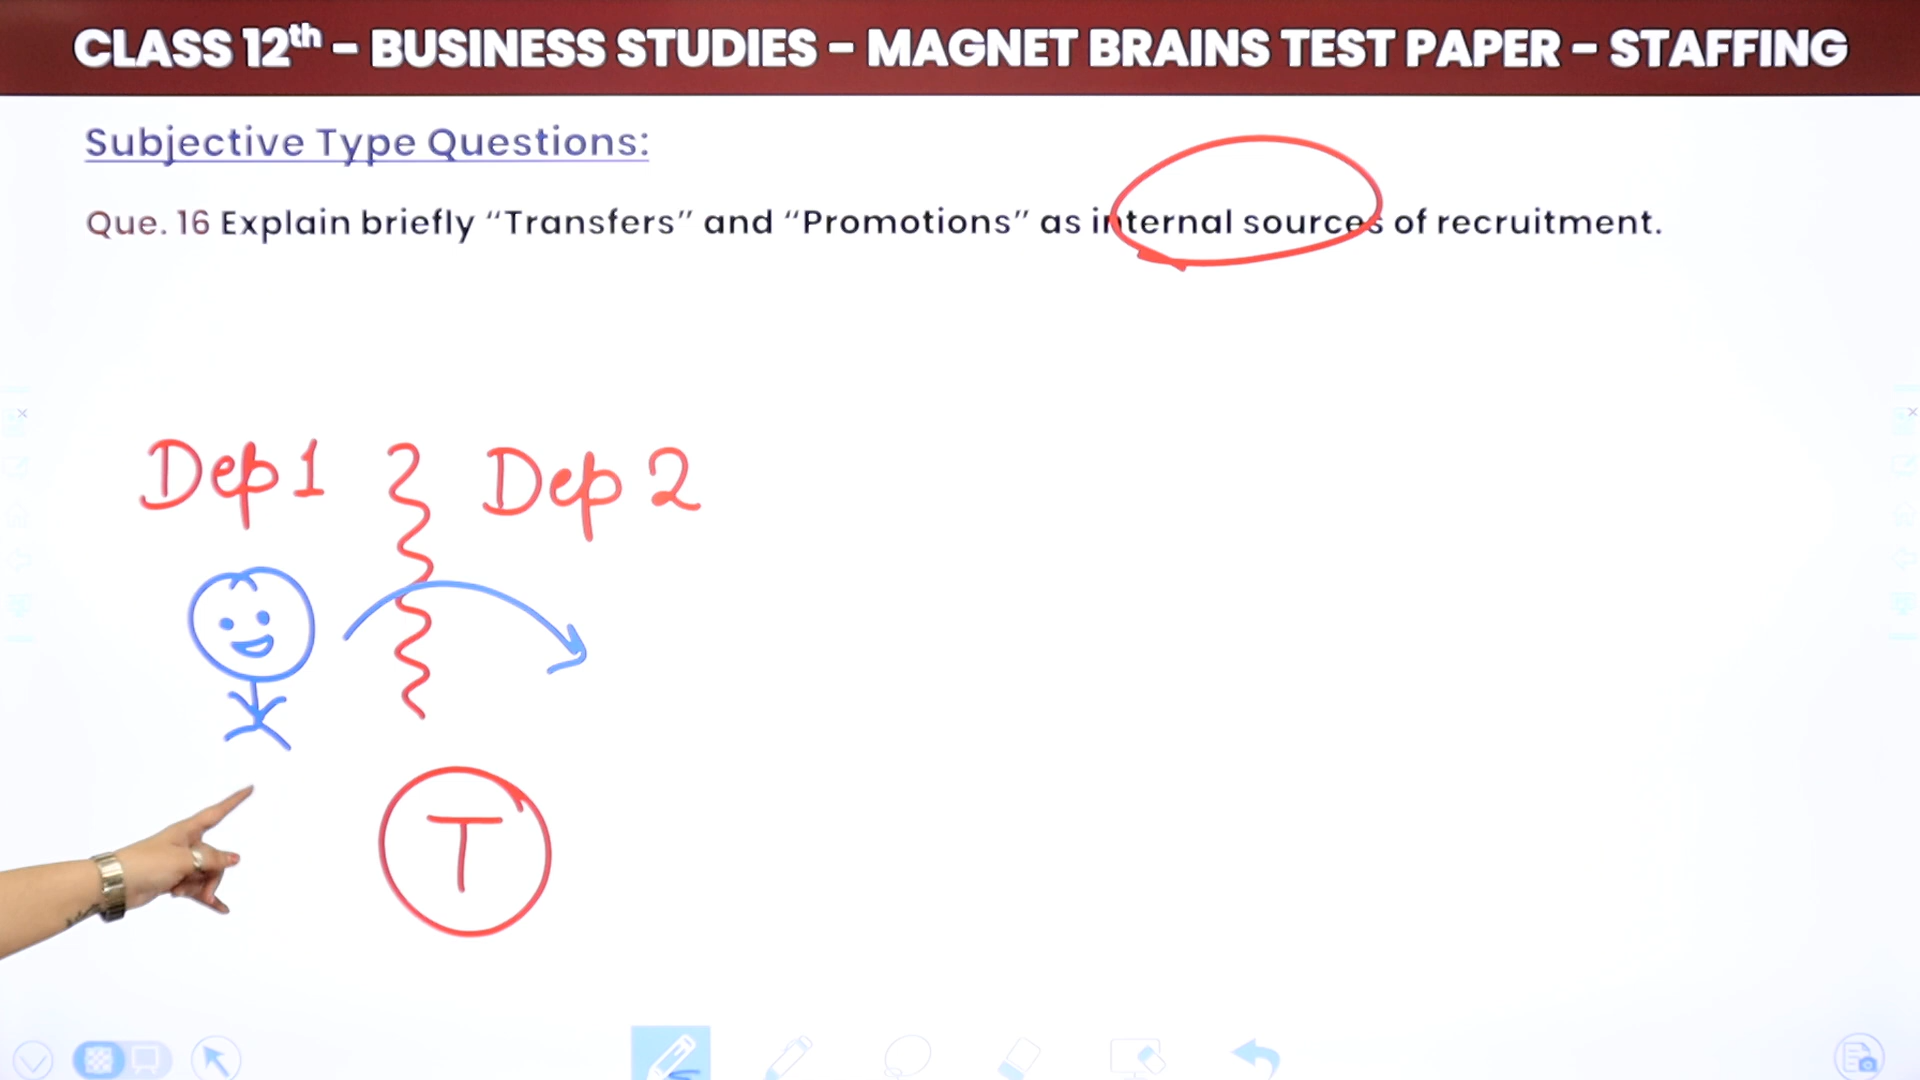 CLASS 12th – BUSINESS STUDIES – MAGNET BRAINS TEST PAPER – STAFFING
Subjective Type Questions:
Que. 16 Explain briefly “Transfers” and “Promotions” as internal sources of recruitment.
Dep 1 Dep 2
T